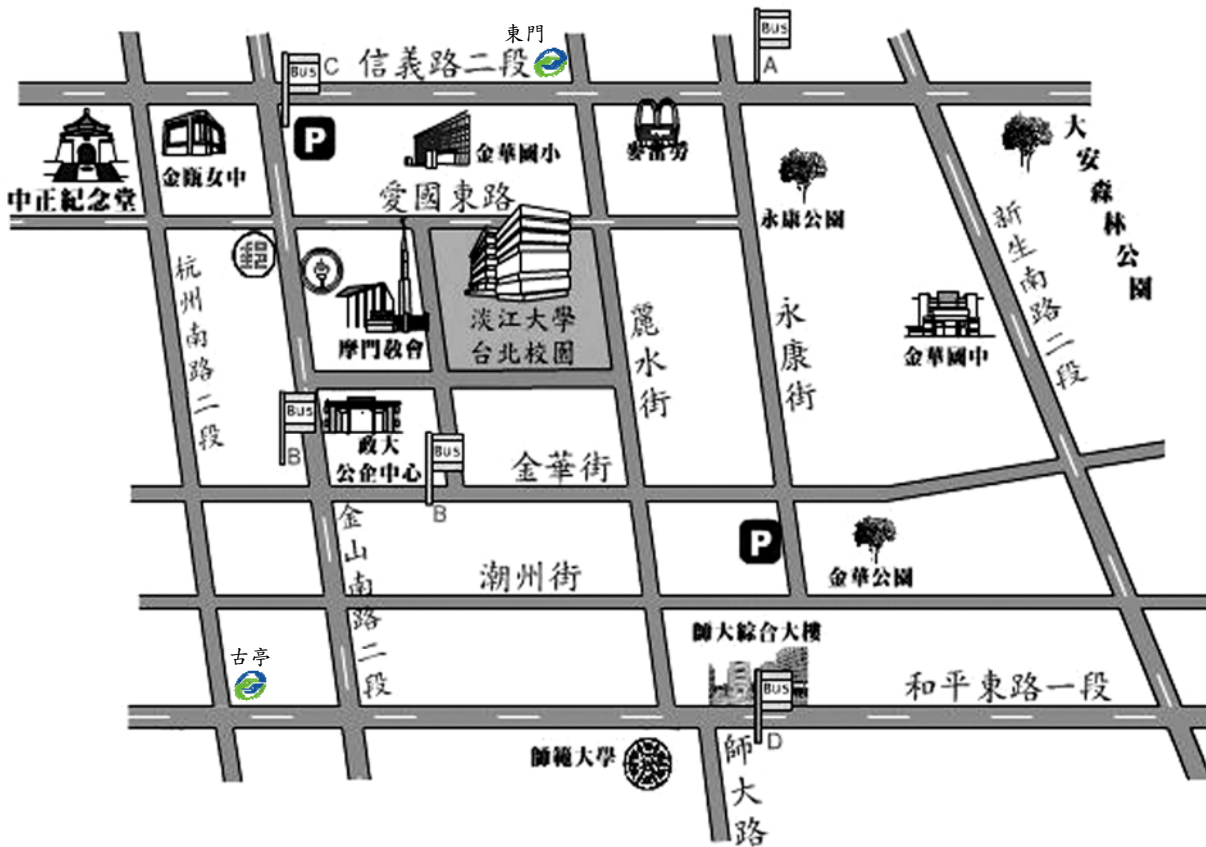 東門
BUS
A
BUS
C
信義路二段
P
金甌女中
金華國小
麥當勞
大安森林公園
中正紀念堂
愛國東路
永康公園
新生南路二段
杭州南路二段
淡江大學
台北校園
摩門教會
麗水街
永康街
金華國中
BUS
B
政大
公企中心
BUS
B
金華街
金山南路二段
P
潮州街
金華公園
師大綜合大樓
古亭
BUS
D
和平東路一段
師範大學
師大路